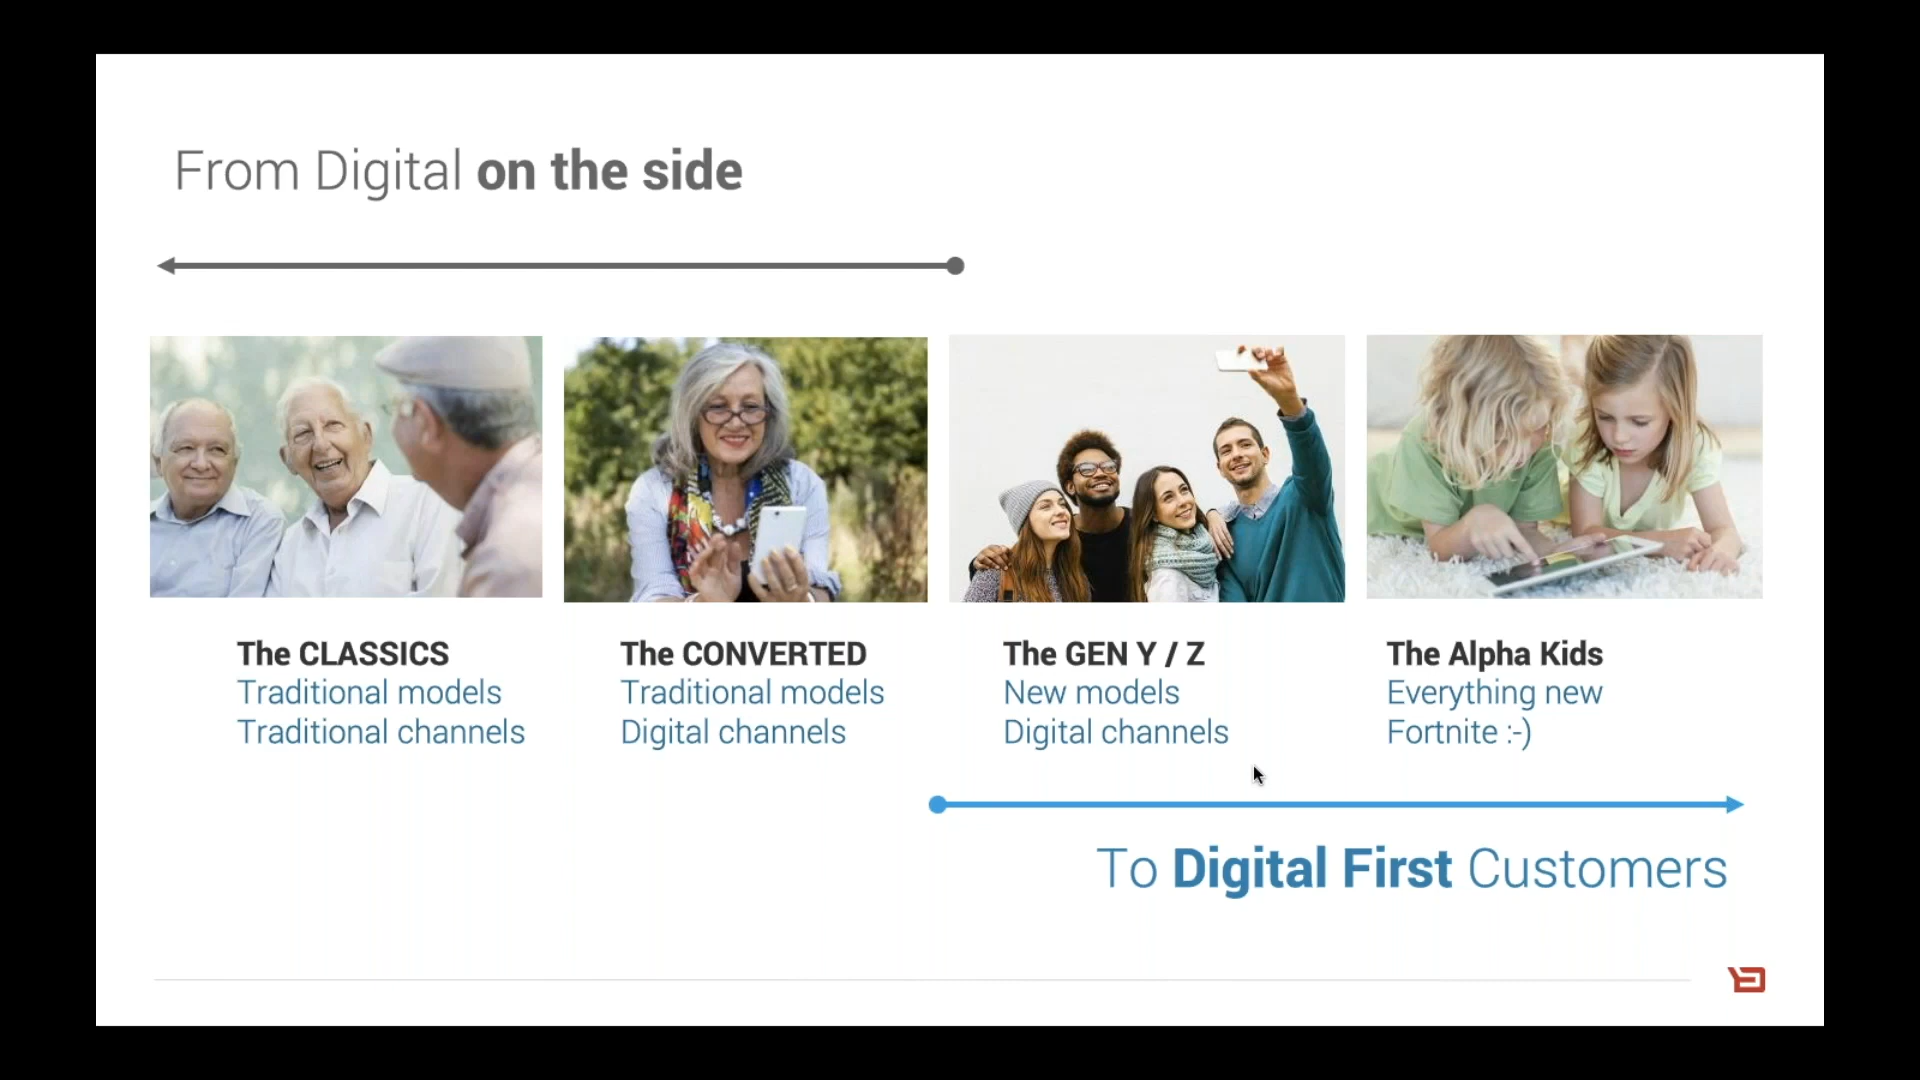 From Digital on the side
The CLASSICS
Traditional models
Traditional channels
The CONVERTED
Traditional models
Digital channels
The GEN Y / Z
New models
Digital channels
The Alpha Kids
Everything new
Fortnite :-)
To Digital First Customers